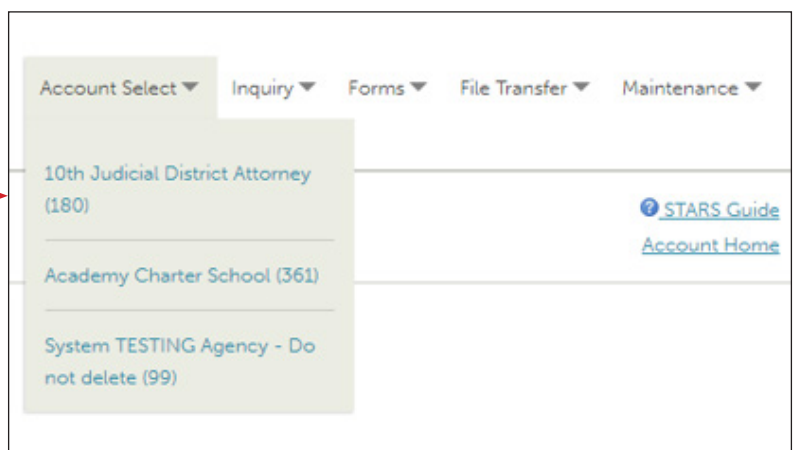 Account Select Inquiry Forms File Transfer Maintenance
10th Judicial District Attorney
(180)
STARS Guide
Account Home
Academy Charter School (361)
System TESTING Agency - Do
not delete (99)